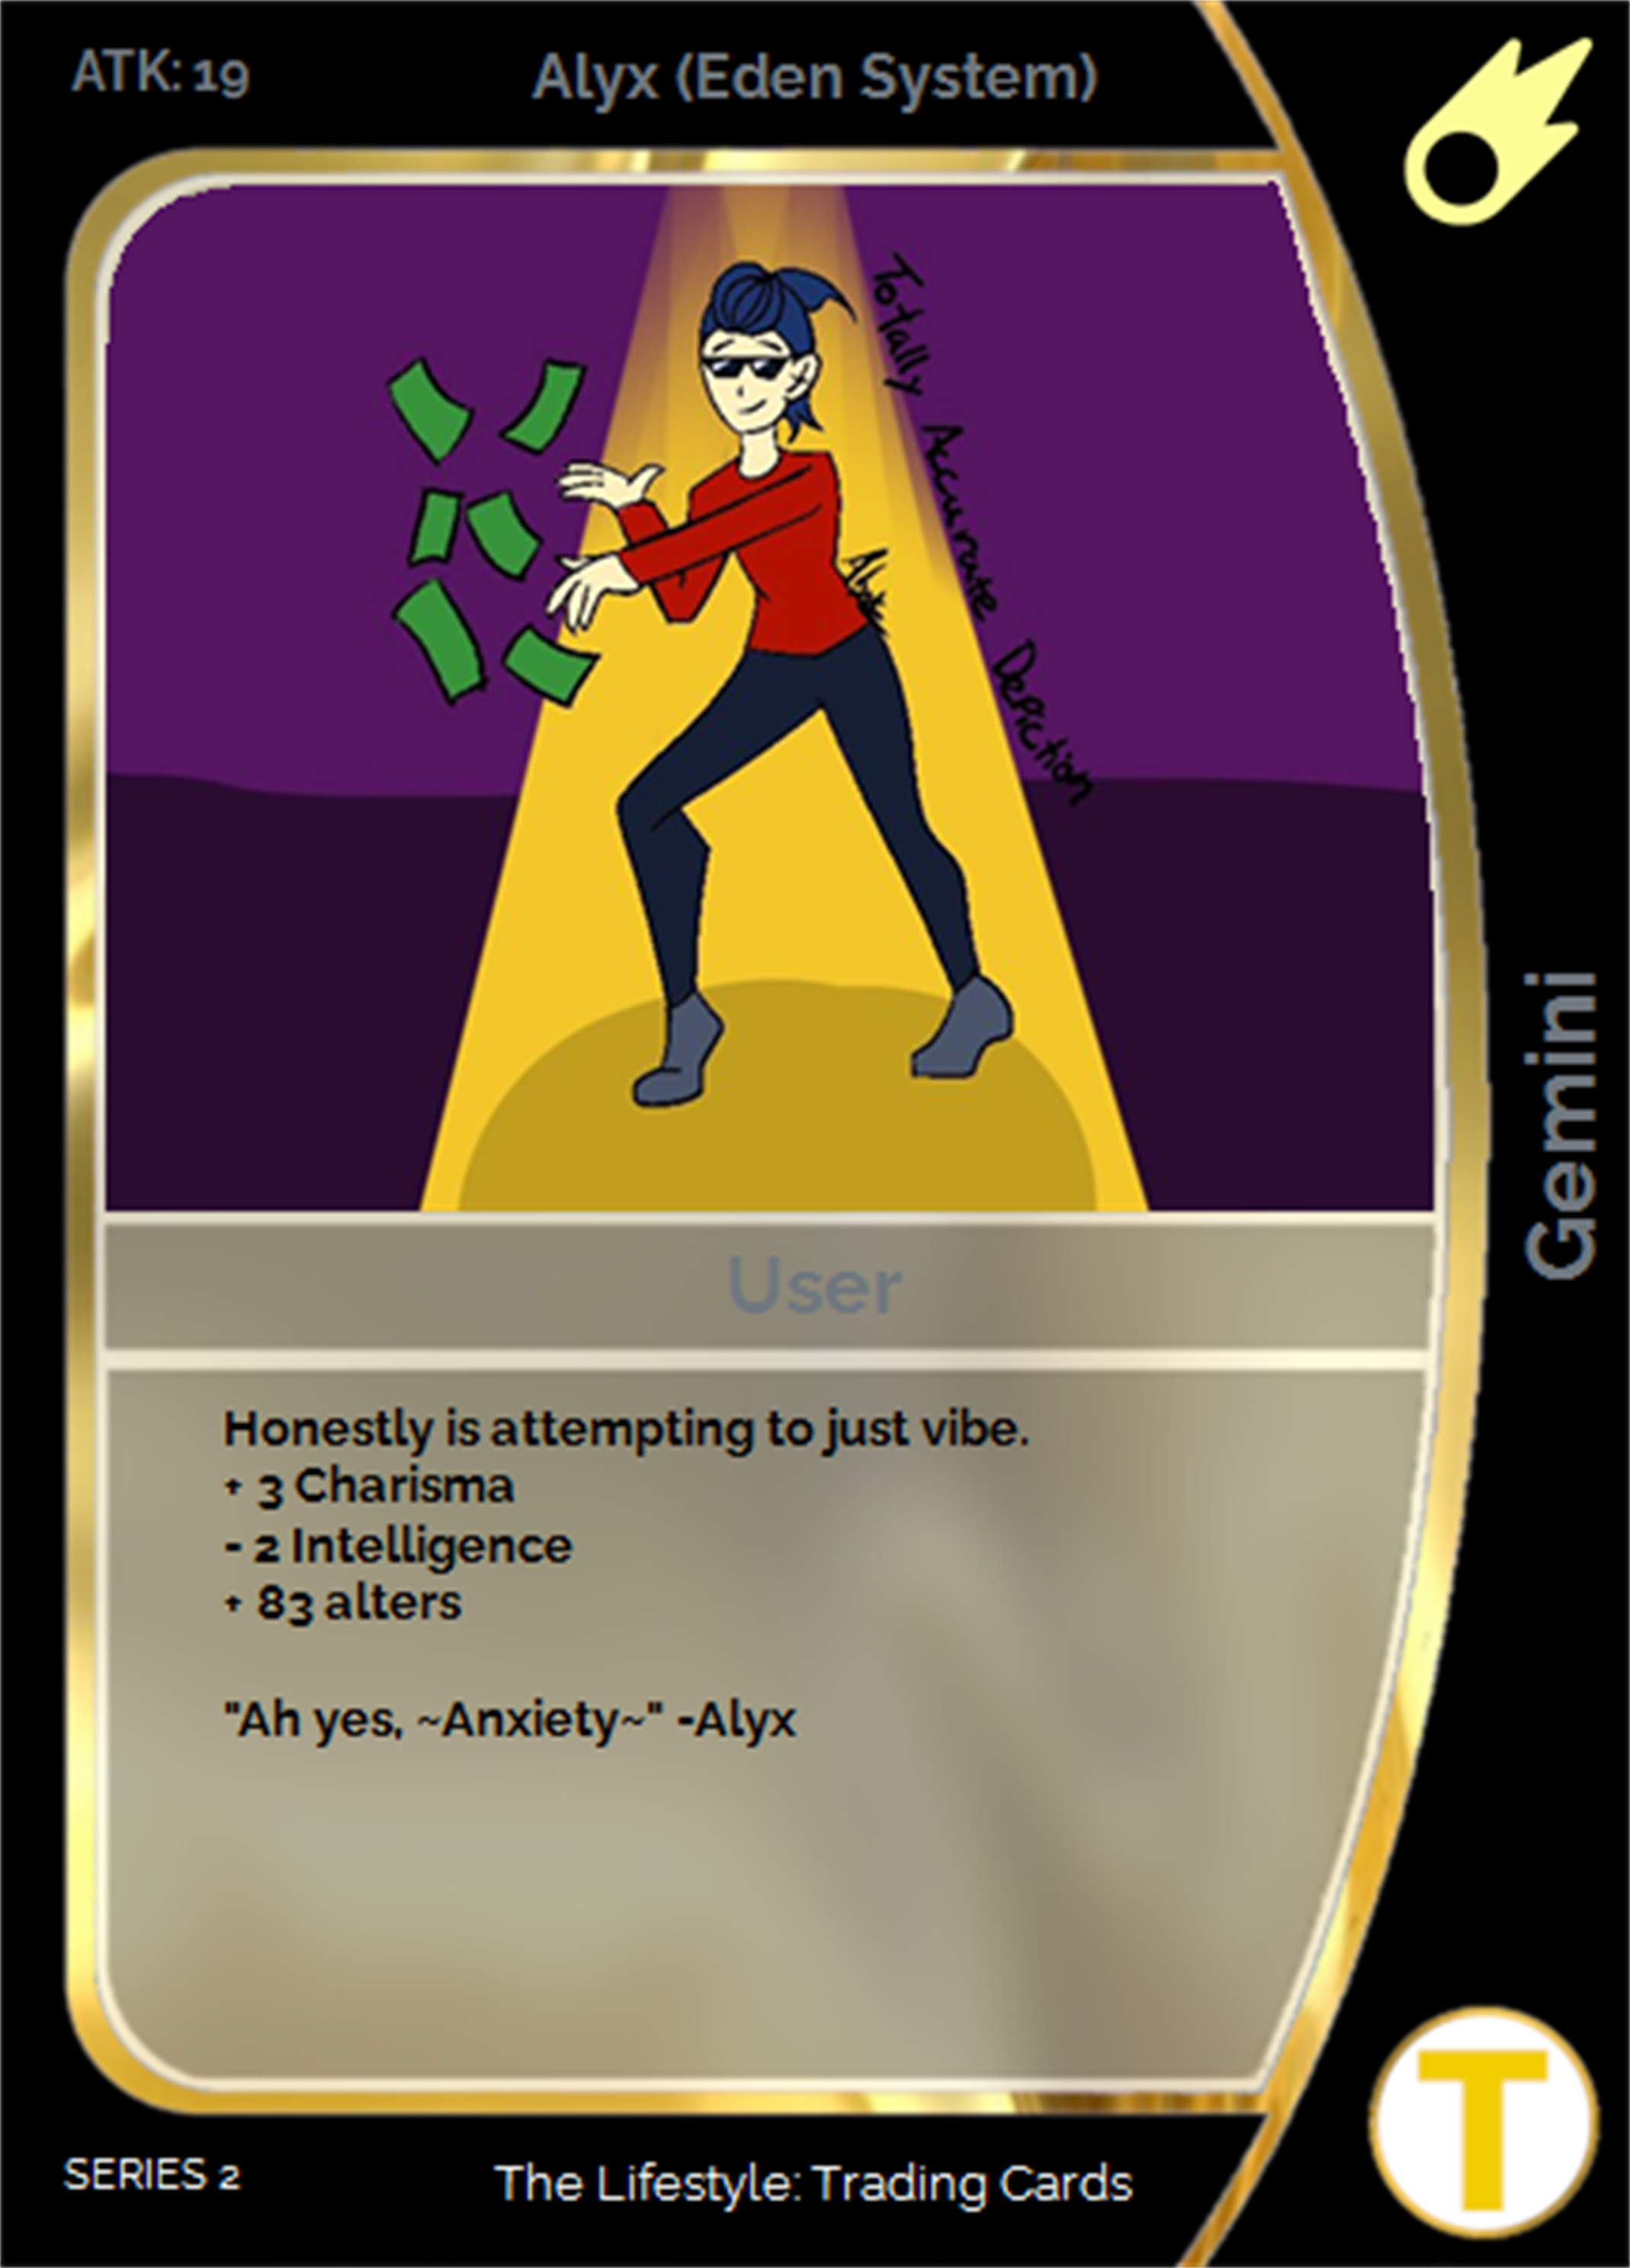 ATK: 19
Alyx (Eden System)
Totally Accurate Depiction
Gemini
User
Honestly is attempting to just vibe.
+ 3 Charisma
- 2 Intelligence
+ 83 alters
"Ah yes, ~Anxiety~" -Alyx
T
SERIES 2
The Lifestyle: Trading Cards